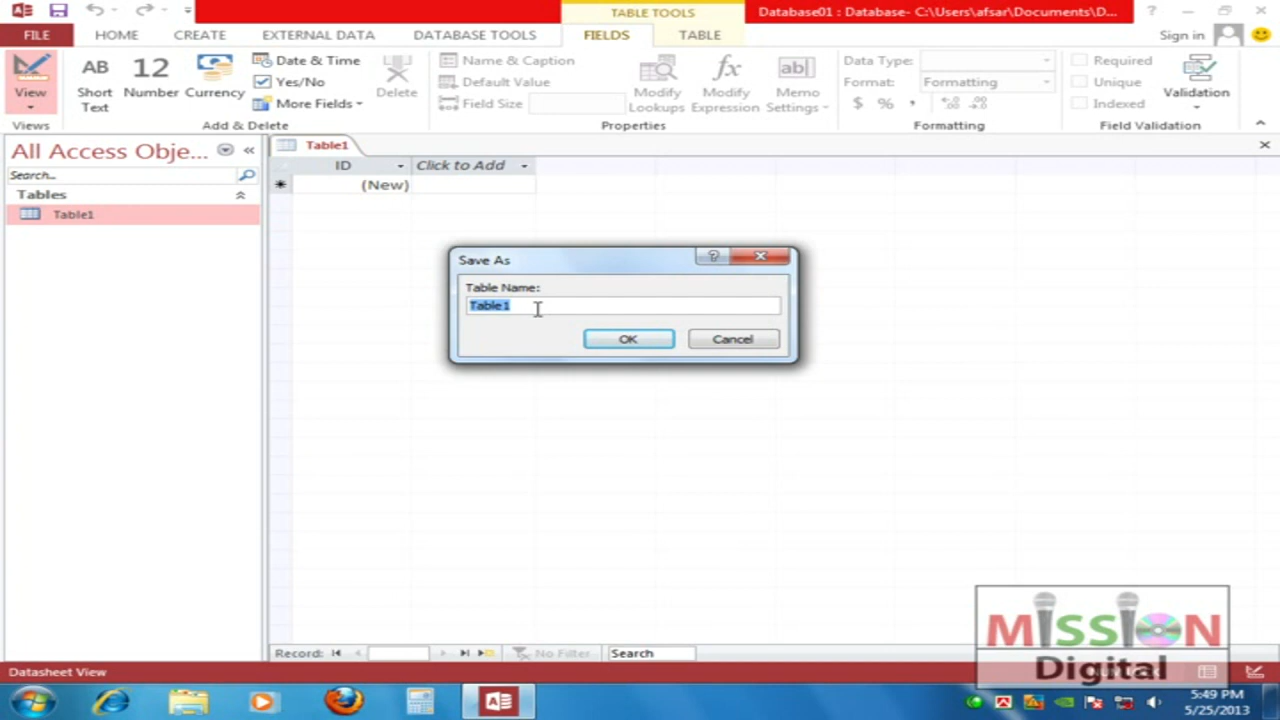 TABLE TOOLS
Database01 : Database- C:\Users\afsar\Documents\D...
?
FILE HOME CREATE EXTERNAL DATA DATABASE TOOLS FIELDS TABLE Sign in
View
Views
AB
Short
Text
12
Number
Currency
Date & Time
Yes/No
More Fields
Delete
Add & Delete
Name & Caption
Default Value
Field Size
Modify
Lookups
fx
Modify
Expression
ab|
Memo
Settings
Properties
Data Type:
Format: Formatting
$ % ,
Formatting
Required
Unique
Indexed
Validation
Field Validation
All Access Obje...
Search...
Tables
Table1
Table1
ID Click to Add
(New)
Save As
?
Table Name:
Table1
OK Cancel
Record: No Filter Search
Datasheet View
MiSSiON
Digital
5:49 PM
5/25/2013